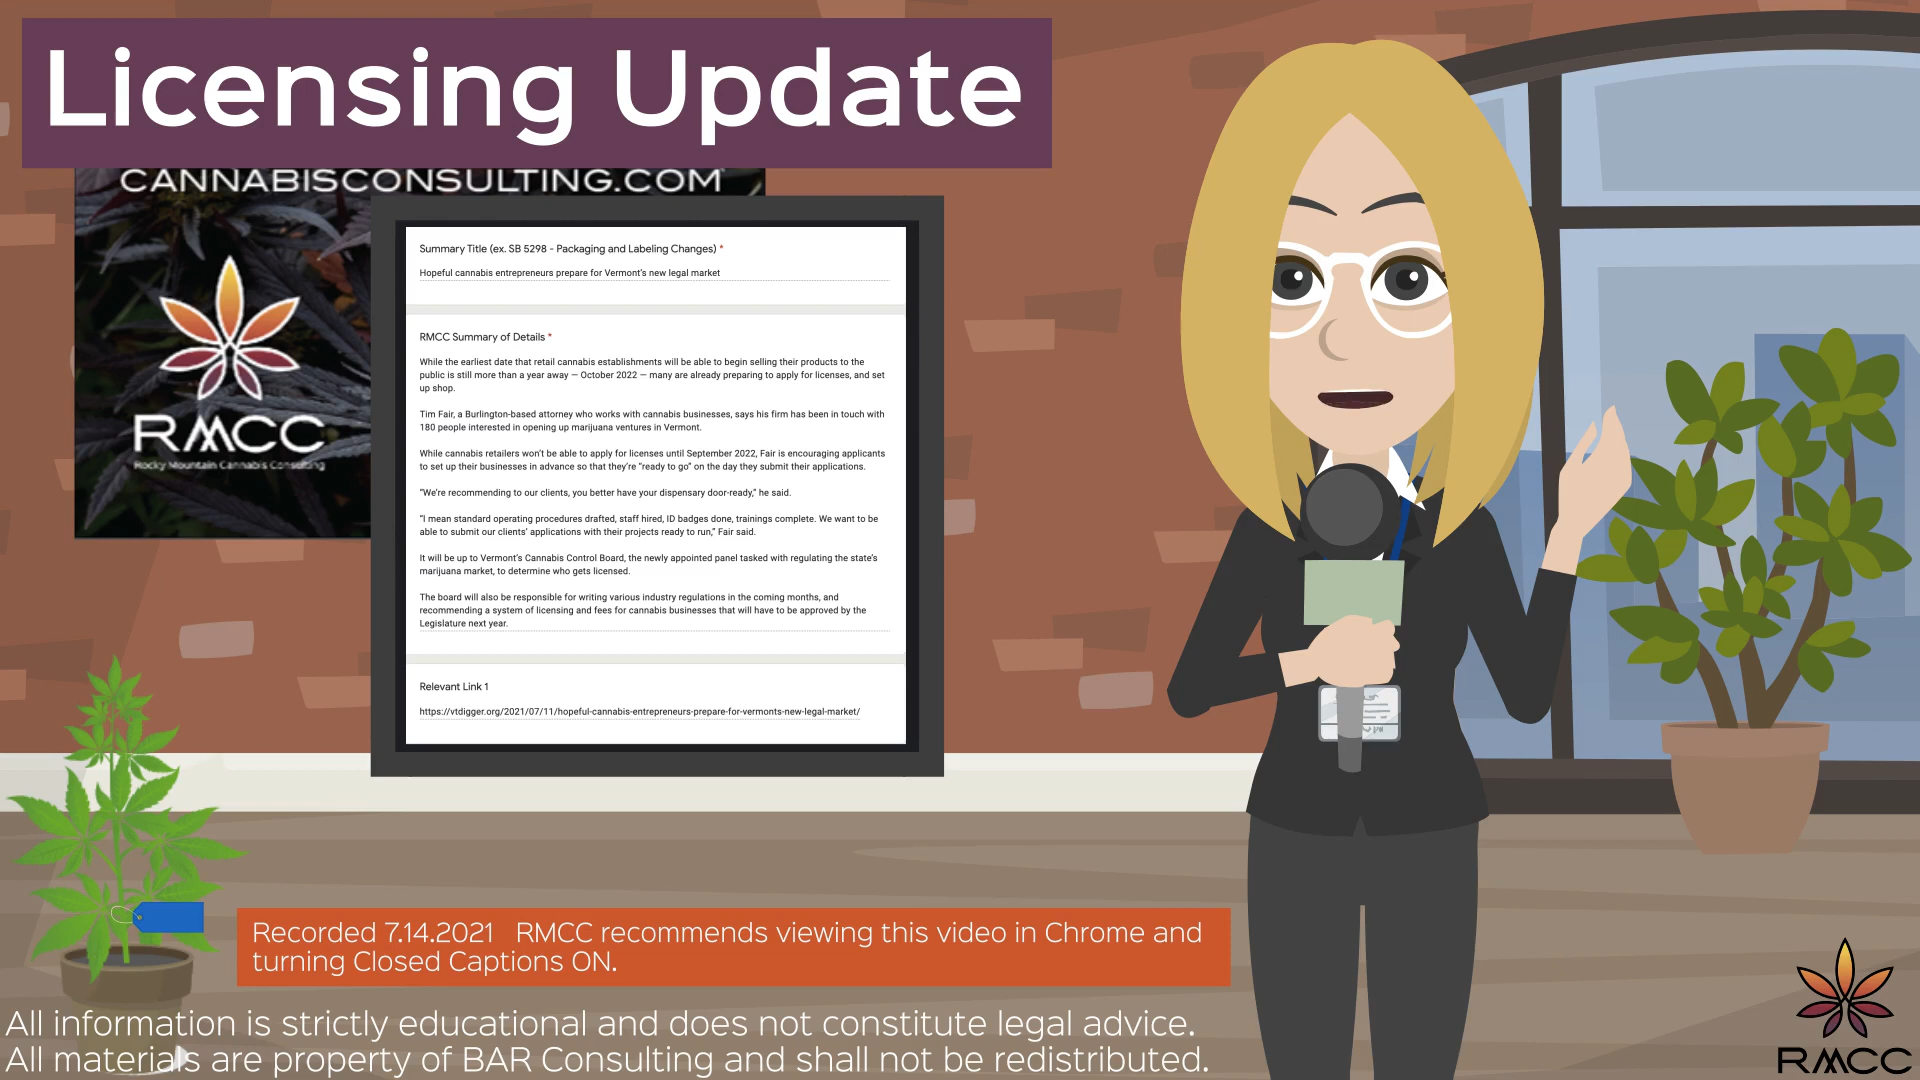 Licensing Update
CANNABISCONSULTING.COM
RMCC
Rocky Mountain Cannabis Consulting
Summary Title (ex. SB 5298 - Packaging and Labeling Changes) *
Hopeful cannabis entrepreneurs prepare for Vermont's new legal market
RMCC Summary of Details *
While the earliest date that retail cannabis establishments will be able to begin selling their products to the
public is still more than a year away — October 2022 — many are already preparing to apply for licenses, and set
up shop.
Tim Fair, a Burlington-based attorney who works with cannabis businesses, says his firm has been in touch with
180 people interested in opening up marijuana ventures in Vermont.
While cannabis retailers won't be able to apply for licenses until September 2022, Fair is encouraging applicants
to set up their businesses in advance so that they're “ready to go” on the day they submit their applications.
“We're recommending to our clients, you better have your dispensary door-ready,” he said.
“I mean standard operating procedures drafted, staff hired, ID badges done, trainings complete. We want to be
able to submit our clients' applications with their projects ready to run,” Fair said.
It will be up to Vermont's Cannabis Control Board, the newly appointed panel tasked with regulating the state's
marijuana market, to determine who gets licensed.
The board will also be responsible for writing various industry regulations in the coming months, and
recommending a system of licensing and fees for cannabis businesses that will have to be approved by the
Legislature next year.
Relevant Link 1
https://vtdigger.org/2021/07/11/hopeful-cannabis-entrepreneurs-prepare-for-vermonts-new-legal-market/
Recorded 7.14.2021 RMCC recommends viewing this video in Chrome and
turning Closed Captions ON.
All information is strictly educational and does not constitute legal advice.
All materials are property of BAR Consulting and shall not be redistributed.
RMCC